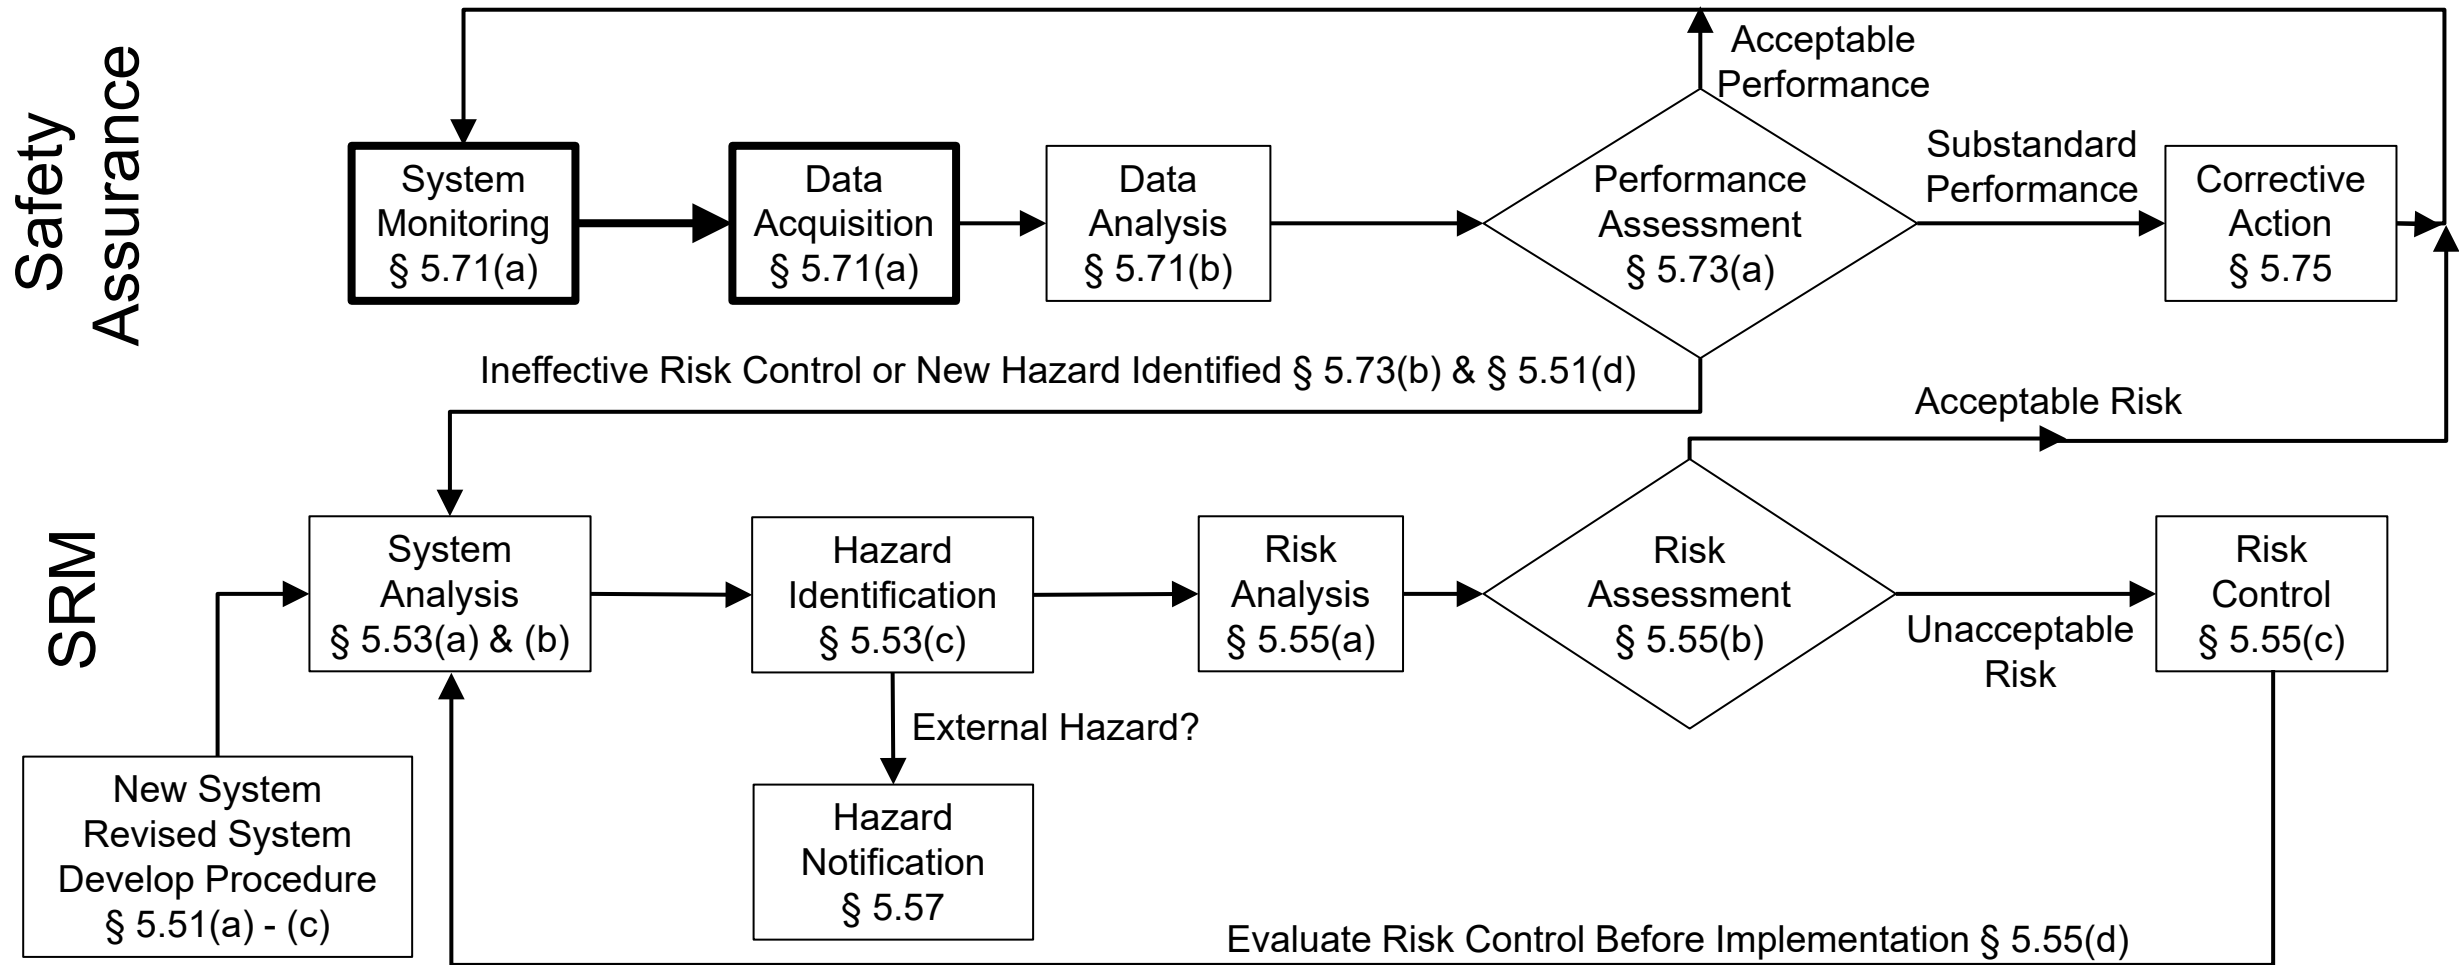 Safety
Assurance
Acceptable
Performance
System
Monitoring
§ 5.71(a)
Data
Acquisition
§ 5.71(a)
Data
Analysis
§ 5.71(b)
Performance
Assessment
§ 5.73(a)
Substandard
Performance
Corrective
Action
§ 5.75
Ineffective Risk Control or New Hazard Identified § 5.73(b) & § 5.51(d)
Acceptable Risk
SRM
System
Analysis
§ 5.53(a) & (b)
Hazard
Identification
§ 5.53(c)
Risk
Analysis
§ 5.55(a)
Risk
Assessment
§ 5.55(b)
Unacceptable
Risk
Risk
Control
§ 5.55(c)
External Hazard?
New System
Revised System
Develop Procedure
§ 5.51(a) - (c)
Hazard
Notification
§ 5.57
Evaluate Risk Control Before Implementation § 5.55(d)